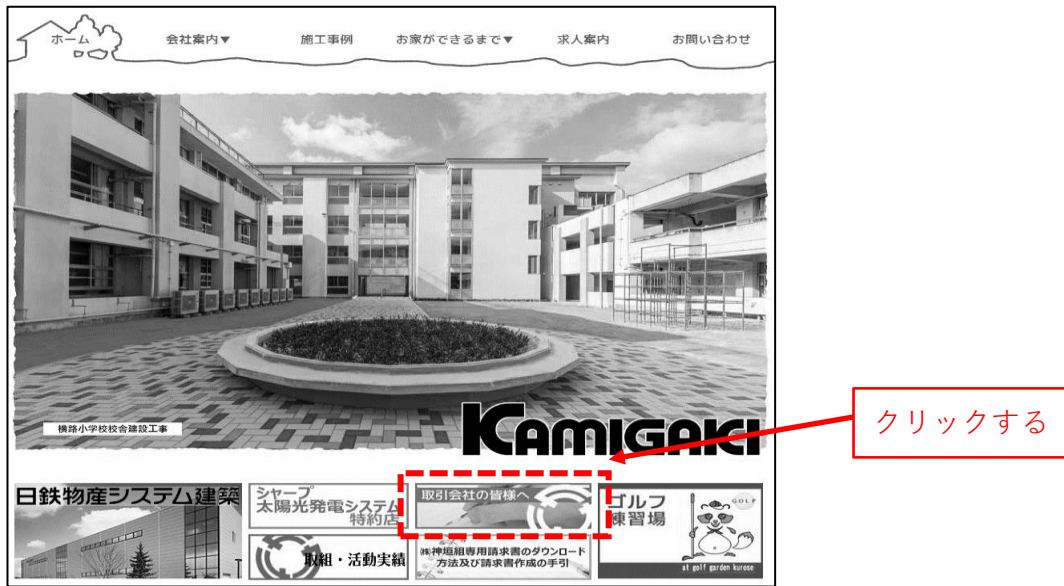 ホーム
会社案内▼
施工事例
お家ができるまで▼
求人案内
お問い合わせ
横路小学校校舎建設工事
KAMIGAKI
クリックする
日鉄物産システム建築
シャープ
太陽光発電システム
特約店
取引会社の皆様へ
ゴルフ
練習場
GOLF
at golf garden kurose
取組・活動実績
㈱神垣組専用請求書のダウンロード
方法及び請求書作成の手引